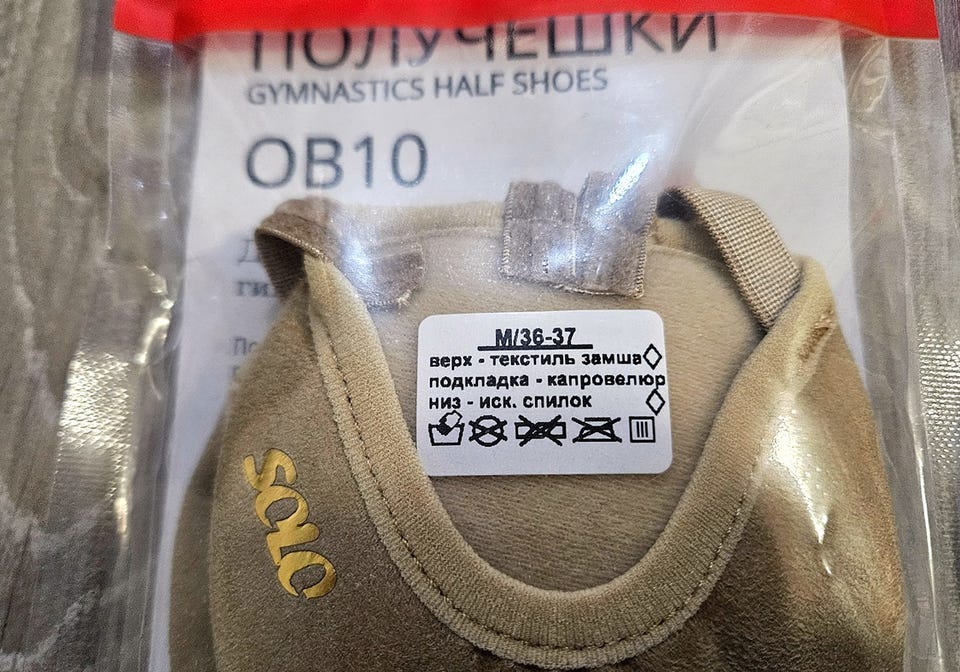 ПОЛУЧЕШКИ
GYMNASTICS HALF SHOES
OB10
M/36-37
верх - текстиль замша
подкладка - капровелюр
низ - иск. спилок
SOLO